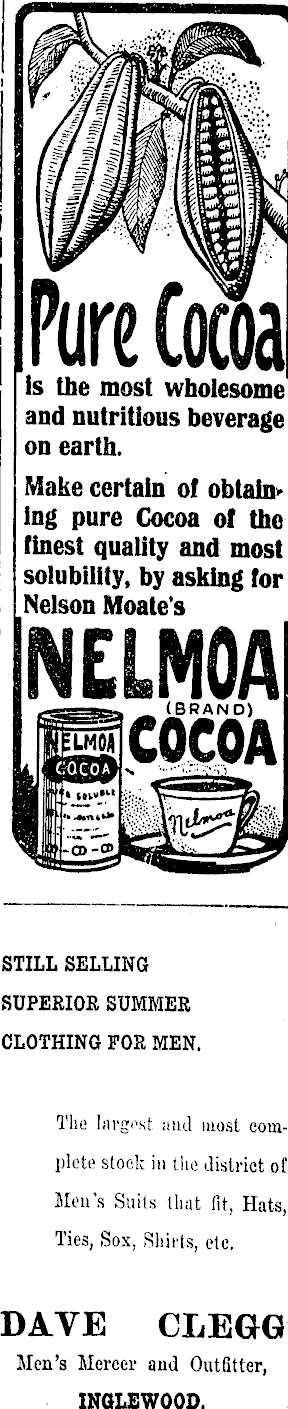 Pure Cocoa
is the most wholesome
and nutritious beverage
on earth.
Make certain of obtain-
ing pure Cocoa of the
finest quality and most
solubility, by asking for
Nelson Moate's
NELMOA
(BRAND)
COCOA
NELMOA
COCOA
SOLUBLE
Nelmoa
STILL SELLING
SUPERIOR SUMMER
CLOTHING FOR MEN.
The largest and most com-
plete stock in the district of
Men's Suits that fit, Hats,
Ties, Sox, Shirts, etc.
DAVE CLEGG
Men's Mercer and Outfitter,
INGLEWOOD.